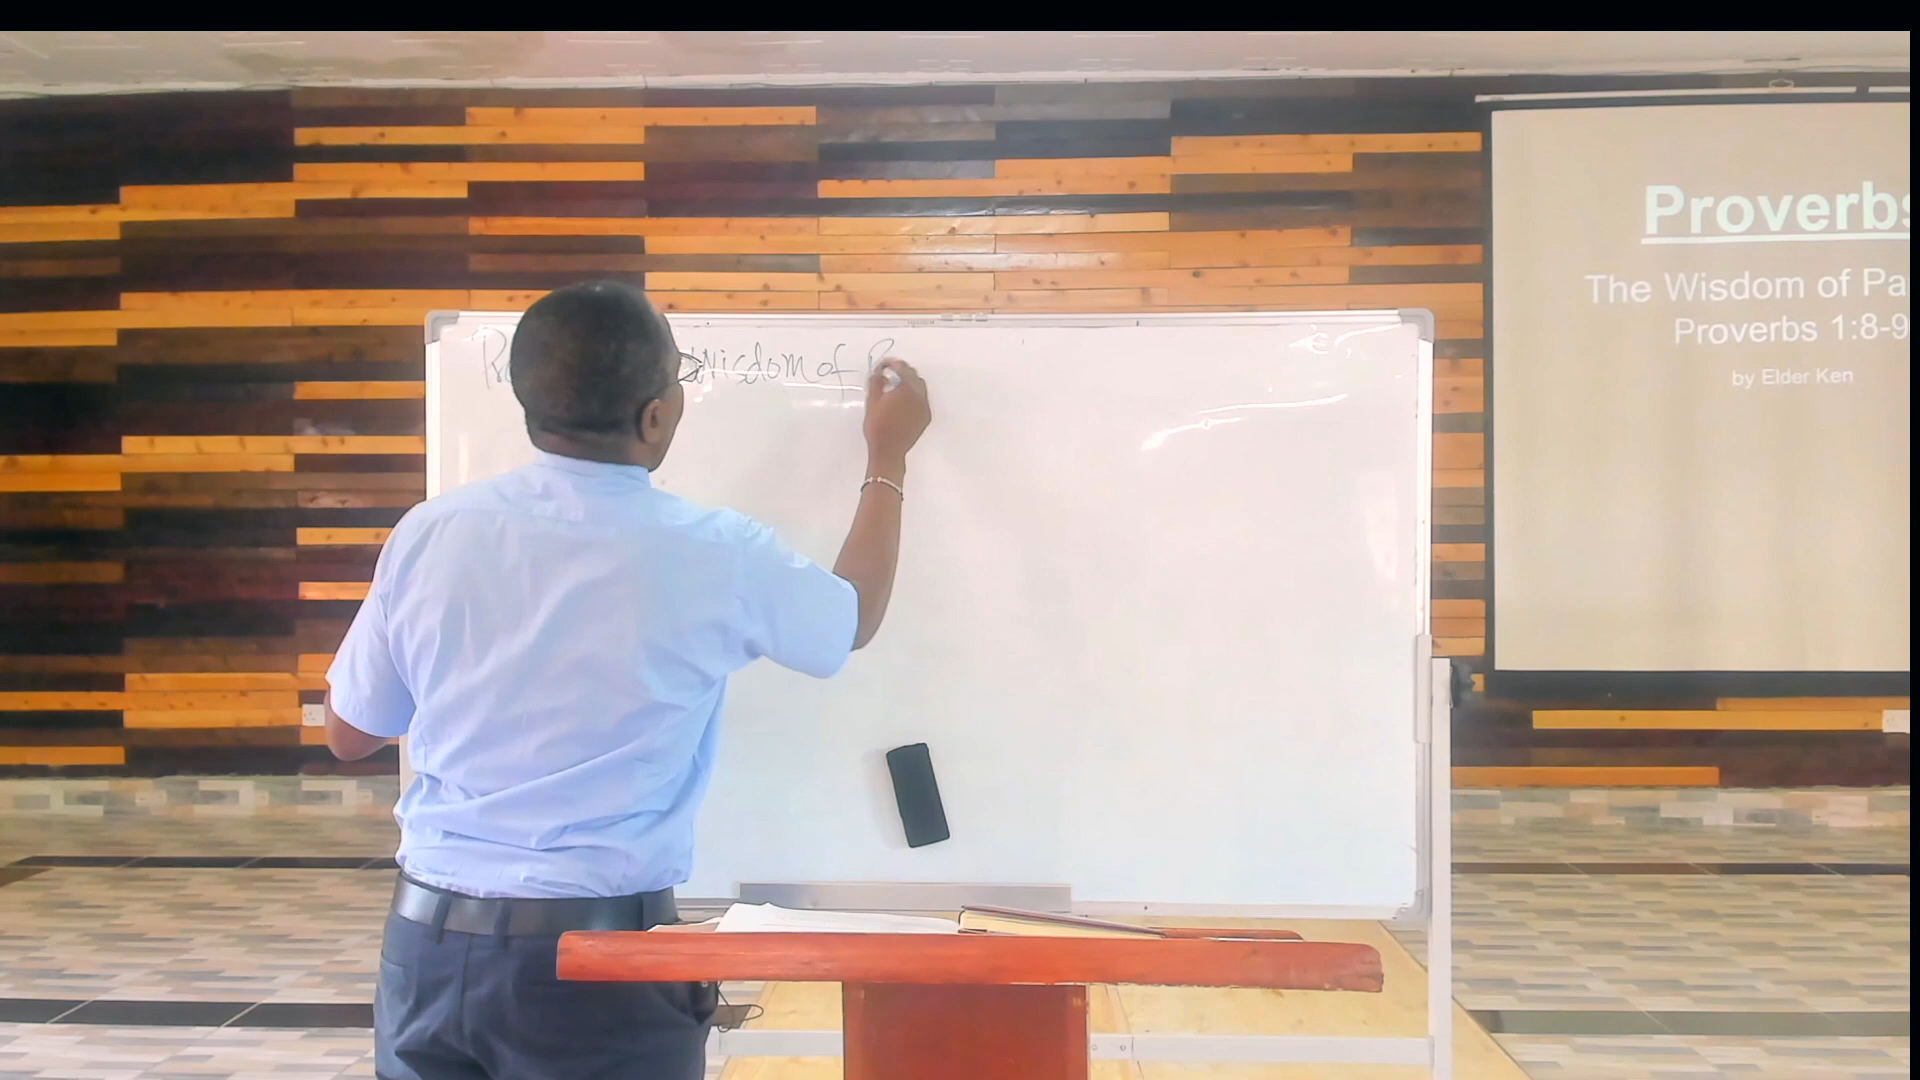 Wisdom of
Proverbs
The Wisdom of Pa
Proverbs 1:8-9
by Elder Ken